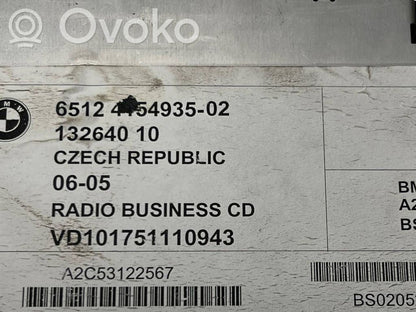 Ovoko
BMW
6512 4154935-02
132640 10
CZECH REPUBLIC
06-05
RADIO BUSINESS CD
VD101751110943
A2C53122567
BM
A2
BS
BS0205